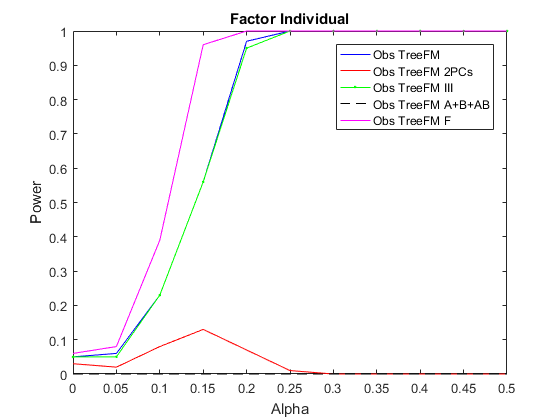 Factor Individual
1
0.9
0.8
0.7
0.6
0.5
0.4
0.3
0.2
0.1
0
Power
Obs TreeFM
Obs TreeFM 2PCs
Obs TreeFM III
Obs TreeFM A+B+AB
Obs TreeFM F
0 0.05 0.1 0.15 0.2 0.25 0.3 0.35 0.4 0.45 0.5
Alpha